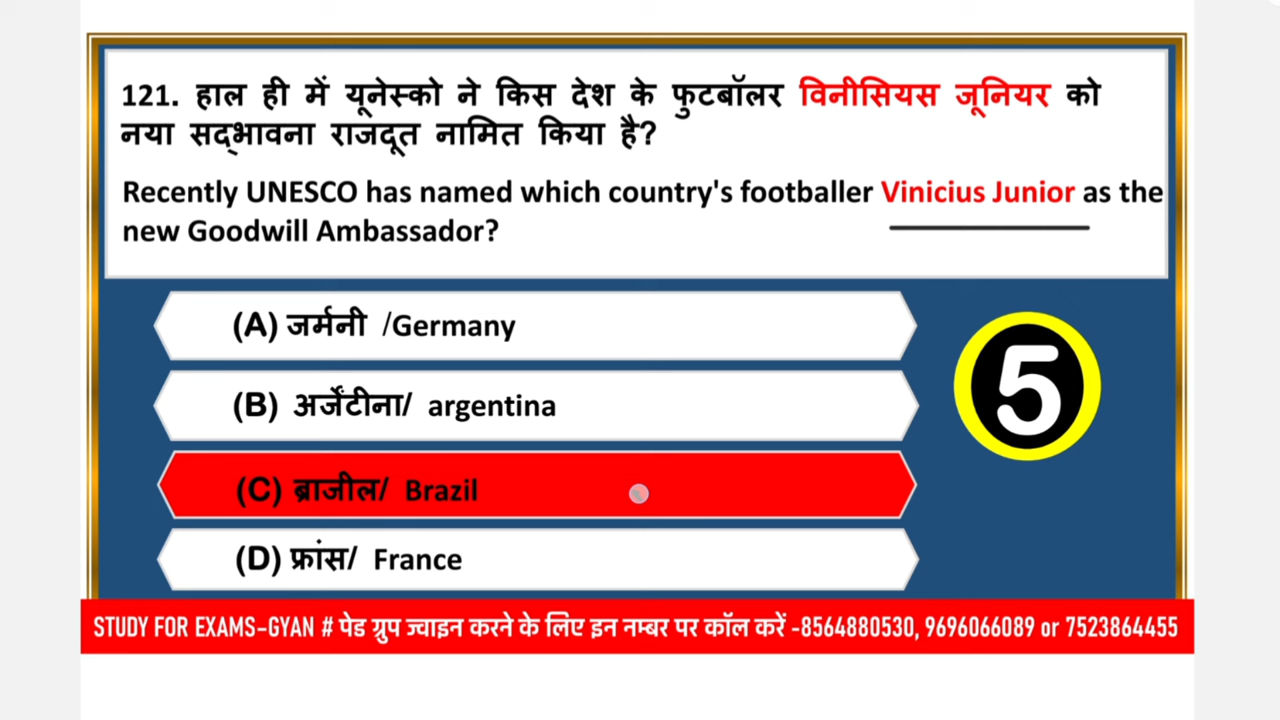 121. हाल ही में यूनेस्को ने किस देश के फुटबॉलर विनीसियस जूनियर को
नया सद्भावना राजदूत नामित किया है?
Recently UNESCO has named which country's footballer Vinicius Junior as the
new Goodwill Ambassador?
(A) जर्मनी /Germany
(B) अर्जेंटीना/ argentina
5
(C) ब्राजील/ Brazil
(D) फ्रांस/ France
STUDY FOR EXAMS-GYAN # पेड ग्रुप ज्वाइन करने के लिए इन नम्बर पर कॉल करें -8564880530, 9696066089 or 7523864455